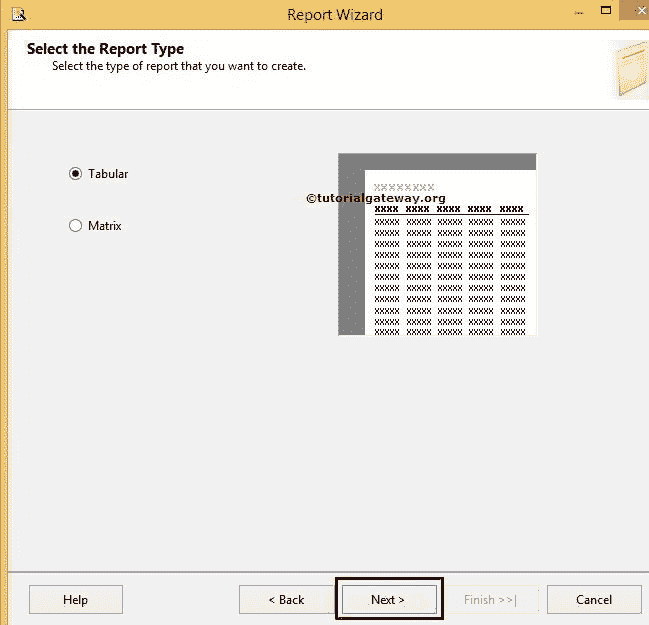 Report Wizard
Select the Report Type
Select the type of report that you want to create.
Tabular
Matrix
xxxxxxxx
©tutorialgateway.org
xxxx xxxx xxxx xxxx xxxx
xxxxx xxxxx xxxxx xxxxx xxxxx
xxxxx xxxxx xxxxx xxxxx xxxxx
xxxxx xxxxx xxxxx xxxxx xxxxx
xxxxx xxxxx xxxxx xxxxx xxxxx
xxxxx xxxxx xxxxx xxxxx xxxxx
xxxxx xxxxx xxxxx xxxxx xxxxx
xxxxx xxxxx xxxxx xxxxx xxxxx
xxxxx xxxxx xxxxx xxxxx xxxxx
xxxxx xxxxx xxxxx xxxxx xxxxx
xxxxx xxxxx xxxxx xxxxx xxxxx
xxxxx xxxxx xxxxx xxxxx xxxxx
Help
< Back
Next >
Finish >>|
Cancel